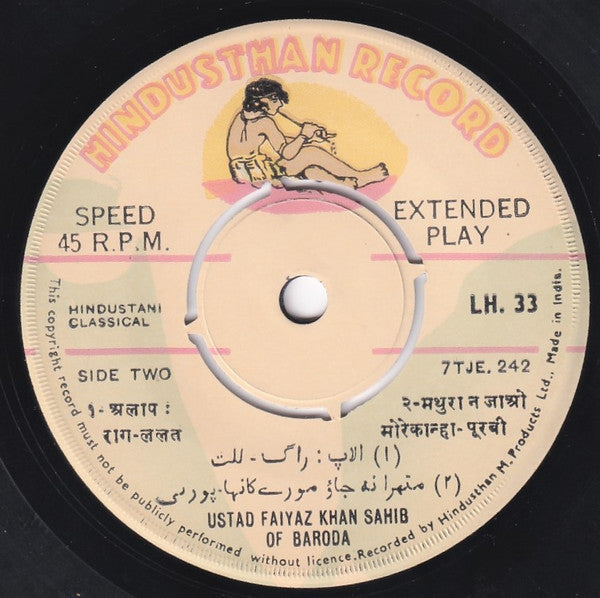 HINDUSTHAN RECORD
SPEED
45 R.P.M.
EXTENDED
PLAY
HINDUSTANI
CLASSICAL
LH. 33
SIDE TWO
7TJE. 242
१-अलाप :
राग-ललत
२-मथुरा न जाओ
मोरेकान्हा-पूरबी
(۱) الاپ: راگ - للت
(۲) متھرا نہ جاؤ مورے کانہا - پوربی
USTAD FAIYAZ KHAN SAHIB
OF BARODA
This copyright record must not be publicly performed without licence. Recorded by Hindusthan M. Products Ltd., Made in India.